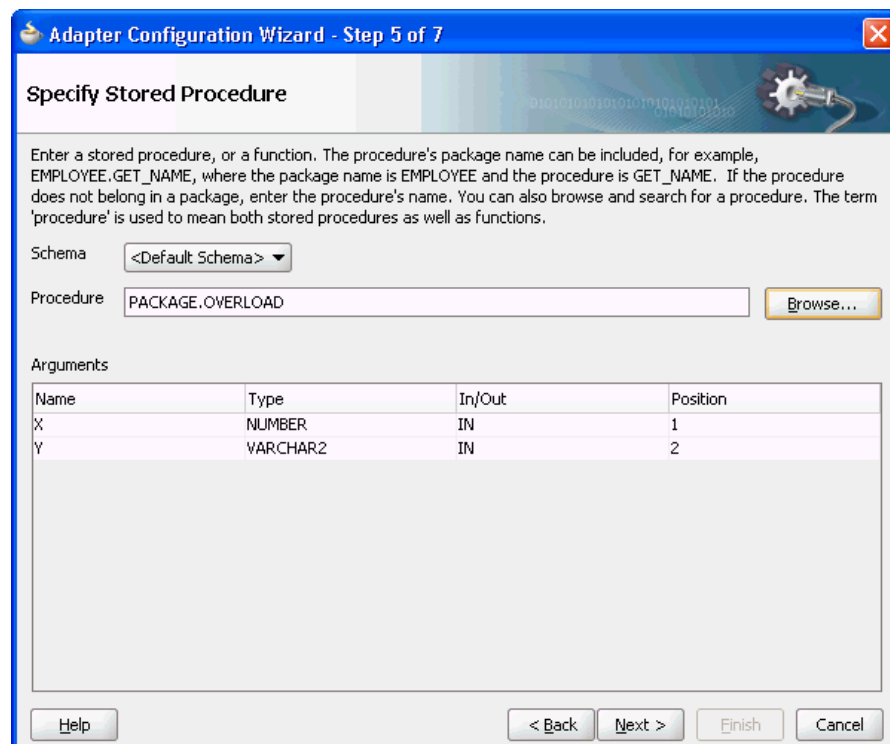 Adapter Configuration Wizard - Step 5 of 7
Specify Stored Procedure
Enter a stored procedure, or a function. The procedure's package name can be included, for example,
EMPLOYEE.GET_NAME, where the package name is EMPLOYEE and the procedure is GET_NAME. If the procedure
does not belong in a package, enter the procedure's name. You can also browse and search for a procedure. The term
'procedure' is used to mean both stored procedures as well as functions.
Schema <Default Schema>
Procedure PACKAGE.OVERLOAD Browse...
Arguments
Name Type In/Out Position
X NUMBER IN 1
Y VARCHAR2 IN 2
Help < Back Next > Finish Cancel